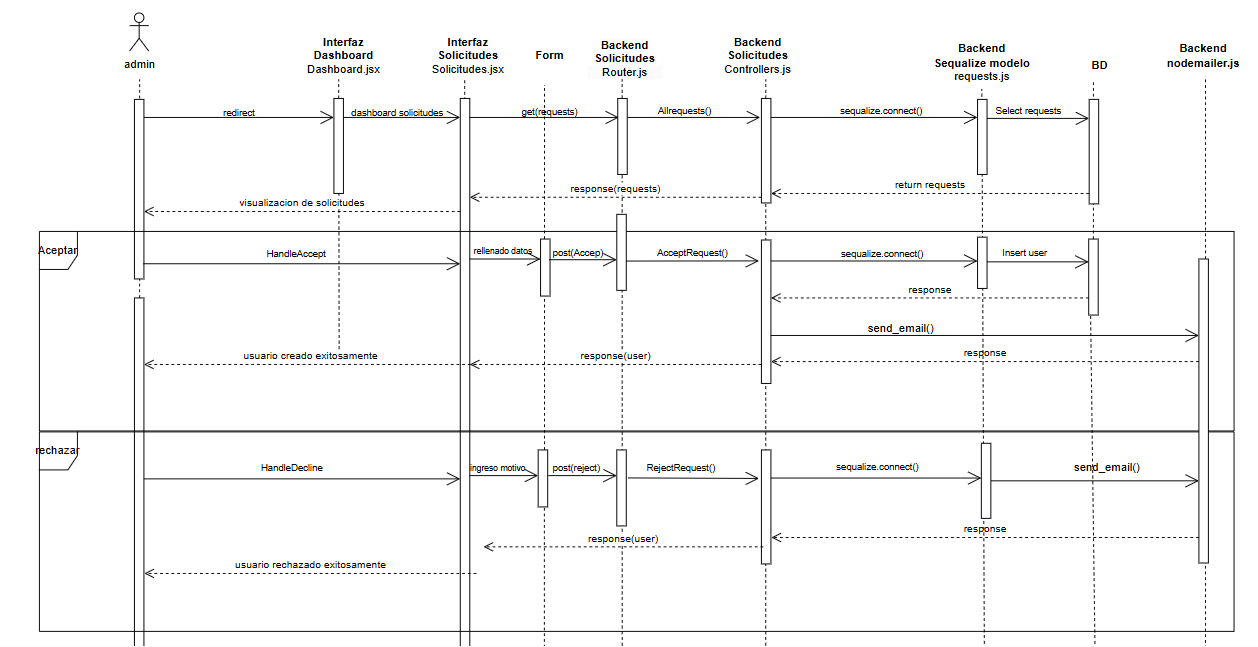 admin
Interfaz
Dashboard
Dashboard.jsx
Interfaz
Solicitudes
Solicitudes.jsx
Form
Backend
Solicitudes
Router.js
Backend
Solicitudes
Controllers.js
Backend
Sequalize modelo
requests.js
BD
Backend
nodemailer.js
redirect
dashboard solicitudes
get(requests)
Allrequests()
sequalize.connect()
Select requests
return requests
response(requests)
visualizacion de solicitudes
Aceptar
HandleAccept
rellenado datos
post(Accep)
AcceptRequest()
sequalize.connect()
Insert user
response
send_email()
response
response(user)
usuario creado exitosamente
rechazar
HandleDecline
ingreso motivo
post(reject)
RejectRequest()
sequalize.connect()
send_email()
response
response(user)
usuario rechazado exitosamente